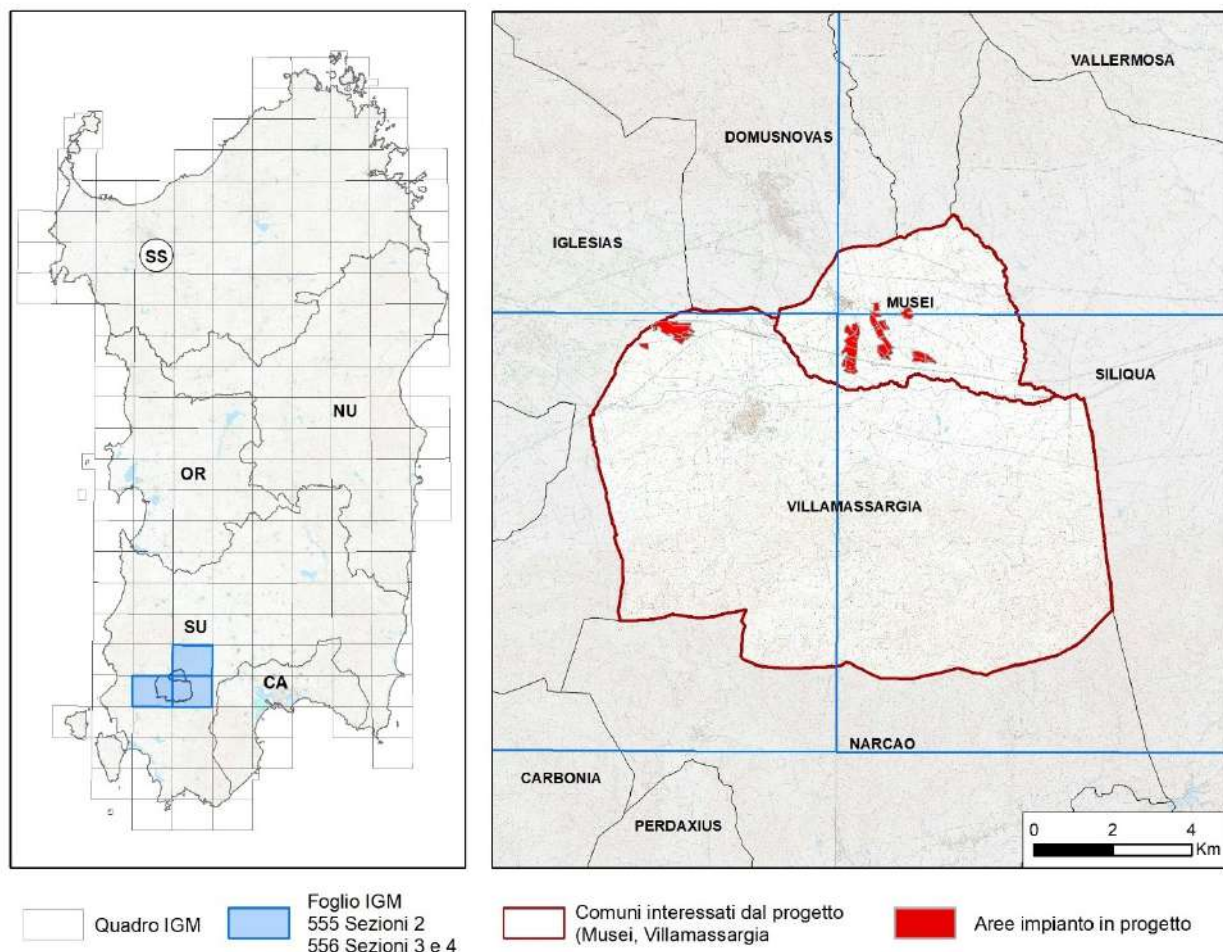 SS
NU
OR
SU
CA
VALLERMOSA
DOMUSNOVAS
IGLESIAS
MUSEI
SILIQUA
VILLAMASSARGIA
NARCAO
CARBONIA
PERDAXIUS
0 2 4
Km
Quadro IGM
Foglio IGM
555 Sezioni 2
556 Sezioni 3 e 4
Comuni interessati dal progetto
(Musei, Villamassargia
Aree impianto in progetto